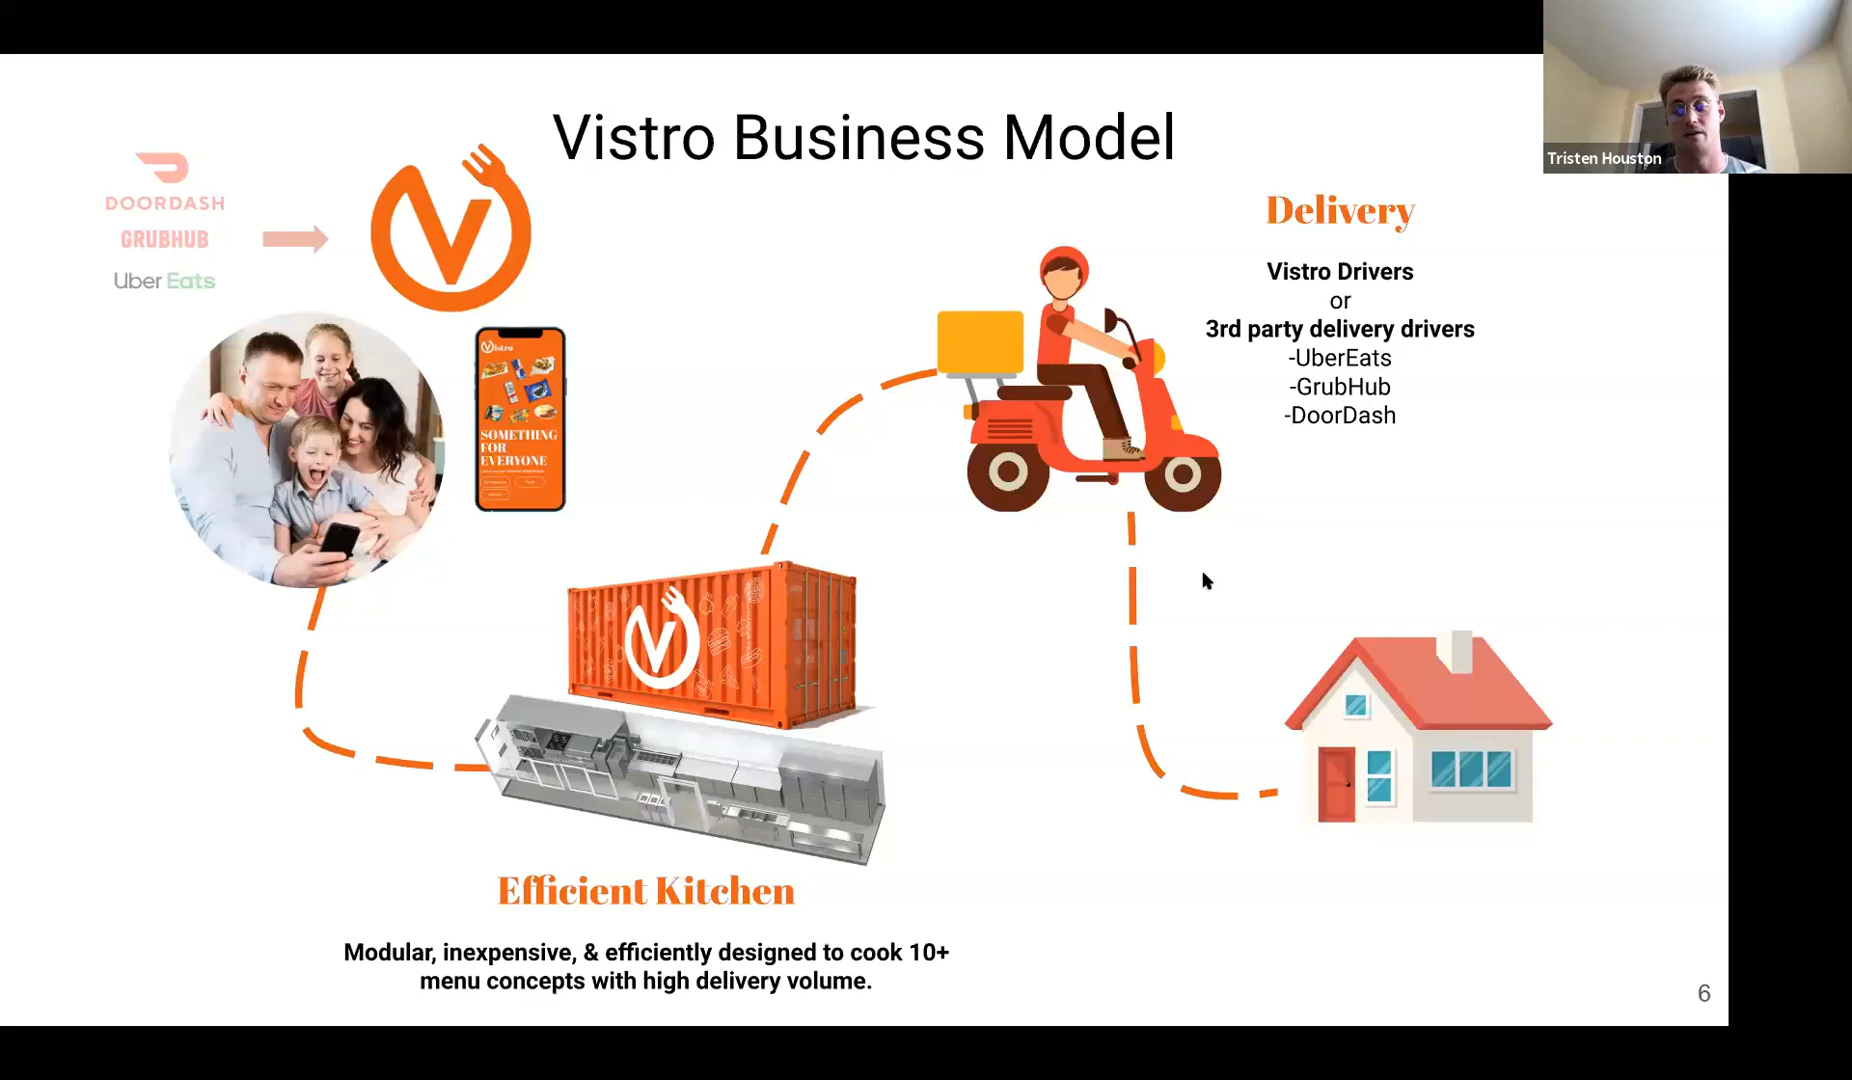 Vistro Business Model
Tristen Houston
DOORDASH
GRUBHUB
Uber Eats
Delivery
Vistro Drivers
or
3rd party delivery drivers
-UberEats
-GrubHub
-DoorDash
Vistro
SOMETHING
FOR
EVERYONE
Efficient Kitchen
Modular, inexpensive, & efficiently designed to cook 10+
menu concepts with high delivery volume.
6